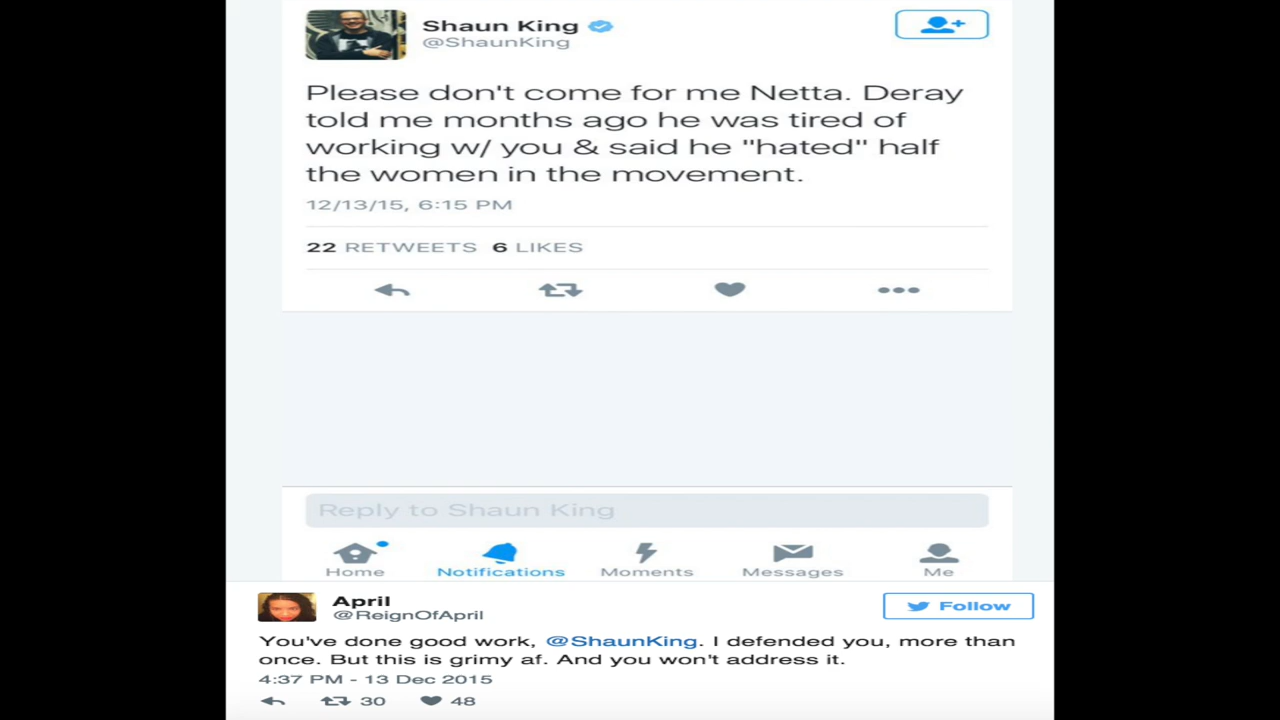 Shaun King
@ShaunKing
Please don't come for me Netta. Deray
told me months ago he was tired of
working w/ you & said he "hated" half
the women in the movement.
12/13/15, 6:15 PM
22 RETWEETS 6 LIKES
Reply to Shaun King
Home Notifications Moments Messages Me
April
@ReignOfApril
Follow
You've done good work, @ShaunKing. I defended you, more than
once. But this is grimy af. And you won't address it.
4:37 PM - 13 Dec 2015
30 48